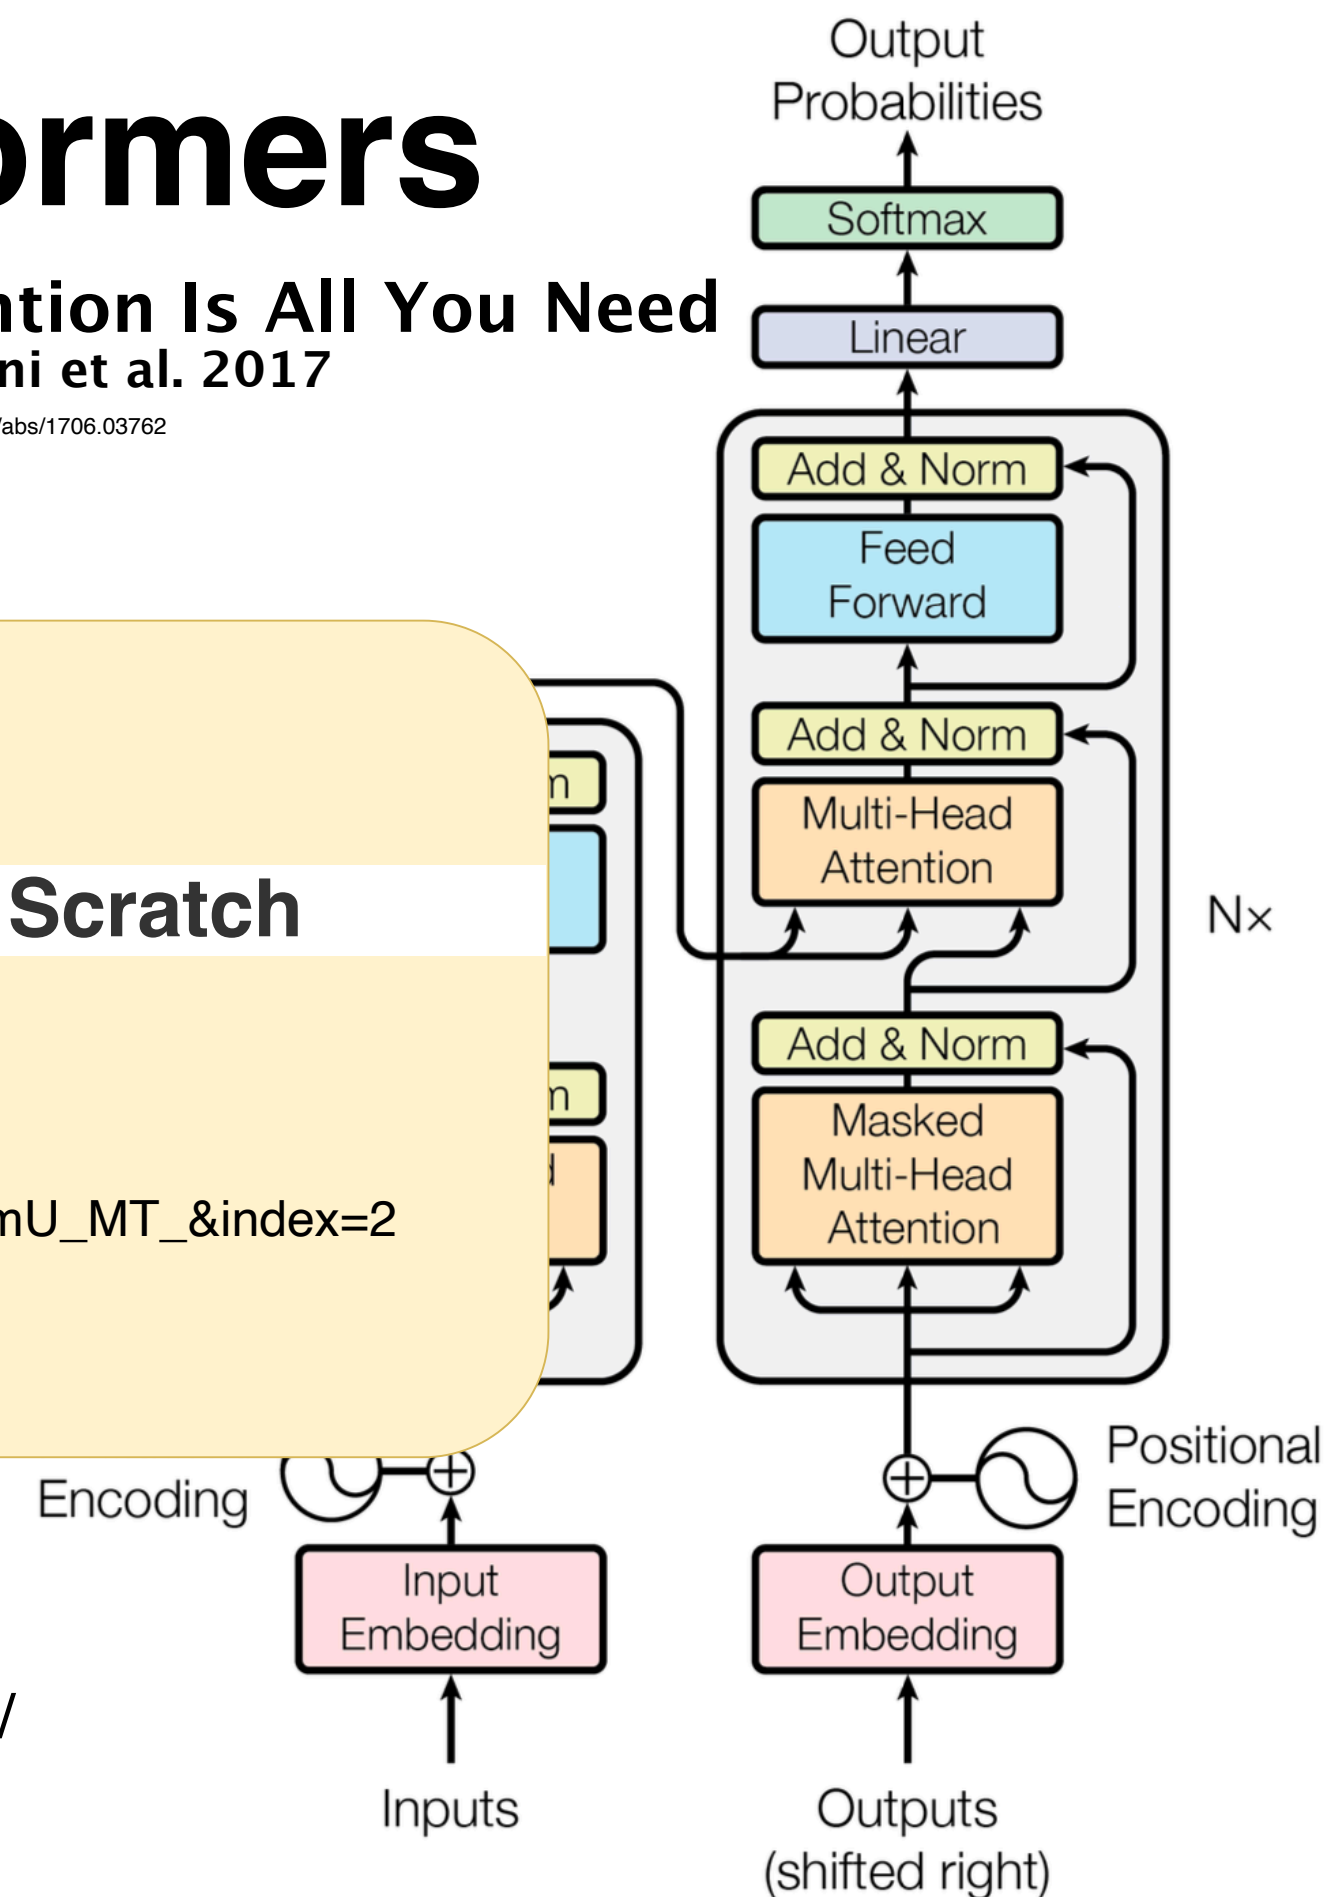 ormers
ntion Is All You Need
ni et al. 2017
/abs/1706.03762
Output
Probabilities
Softmax
Linear
Add & Norm
Feed
Forward
Add & Norm
Multi-Head
Attention
Nx
Add & Norm
Masked
Multi-Head
Attention
Positional
Encoding
Output
Embedding
Outputs
(shifted right)
m
Scratch
m
d
mU_MT_&index=2
Encoding
Input
Embedding
/
Inputs